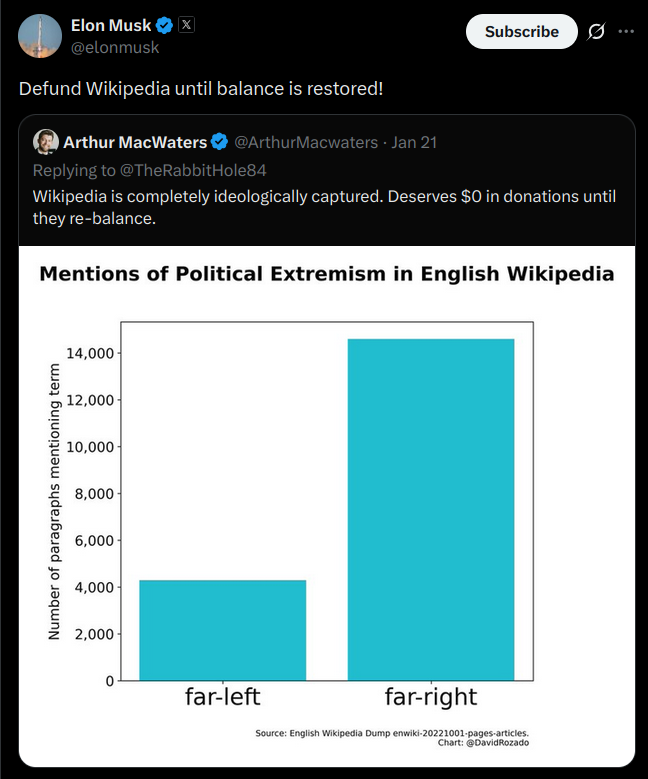 Elon Musk
@elonmusk
Subscribe
Defund Wikipedia until balance is restored!
Arthur MacWaters @ArthurMacwaters · Jan 21
Replying to @TheRabbitHole84
Wikipedia is completely ideologically captured. Deserves $0 in donations until
they re-balance.
Mentions of Political Extremism in English Wikipedia
Number of paragraphs mentioning term
14,000
12,000
10,000
8,000
6,000
4,000
2,000
0
far-left far-right
Source: English Wikipedia Dump enwiki-20221001-pages-articles.
Chart: @DavidRozado